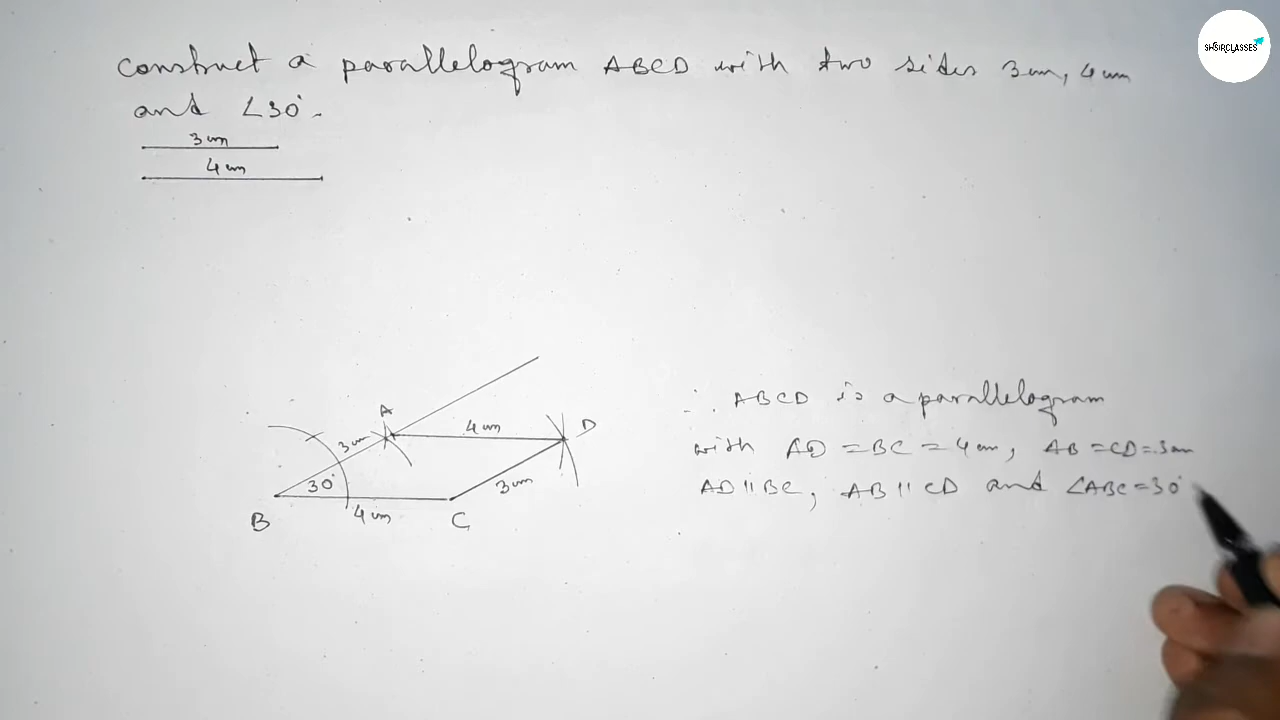 construct a parallelogram ABCD with two sides 3cm, 4cm
and ∠30°.
3cm
4cm
SHSIRCLASSES
A
4cm
D
3cm
30°
3cm
B
4cm
C
∴ ABCD is a parallelogram
with AD = BC = 4cm, AB = CD = 3cm
AD || BC, AB || CD and ∠ABC = 30°